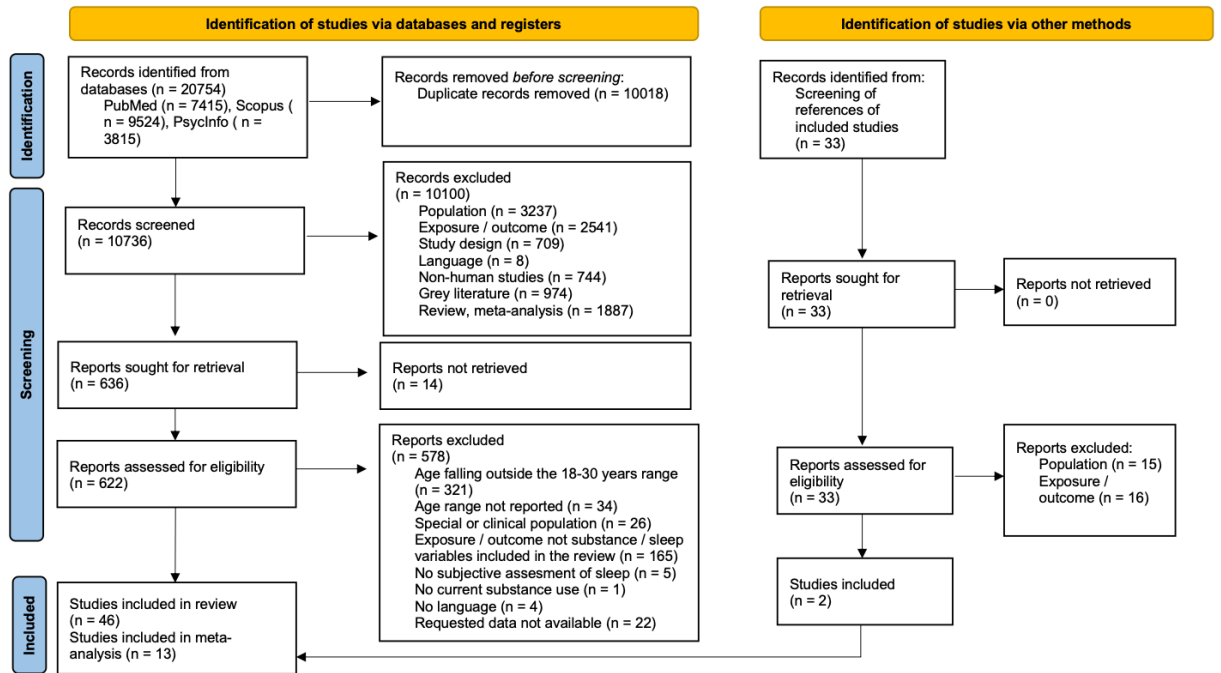 Identification of studies via databases and registers
Identification of studies via other methods
Identification
Records identified from
databases (n = 20754)
PubMed (n = 7415), Scopus (
n = 9524), PsycInfo ( n =
3815)
Records removed before screening:
Duplicate records removed (n = 10018)
Records identified from:
Screening of
references of
included studies
(n = 33)
Screening
Records screened
(n = 10736)
Records excluded
(n = 10100)
Population (n = 3237)
Exposure / outcome (n = 2541)
Study design (n = 709)
Language (n = 8)
Non-human studies (n = 744)
Grey literature (n = 974)
Review, meta-analysis (n = 1887)
Reports sought for
retrieval
(n = 33)
Reports not retrieved
(n = 0)
Reports sought for retrieval
(n = 636)
Reports not retrieved
(n = 14)
Reports assessed for eligibility
(n = 622)
Reports excluded
(n = 578)
Age falling outside the 18-30 years range
(n = 321)
Age range not reported (n = 34)
Special or clinical population (n = 26)
Exposure / outcome not substance / sleep
variables included in the review (n = 165)
No subjective assesment of sleep (n = 5)
No current substance use (n = 1)
No language (n = 4)
Requested data not available (n = 22)
Reports assessed for
eligibility
(n = 33)
Reports excluded:
Population (n = 15)
Exposure /
outcome (n = 16)
Included
Studies included in review
(n = 46)
Studies included in meta-
analysis (n = 13)
Studies included
(n = 2)